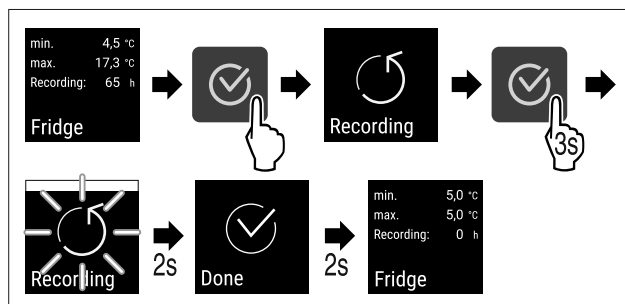 min. 4,5 °C
max. 17,3 °C
Recording: 65 h
Fridge
Recording
3s
Recording
2s
Done
2s
min. 5,0 °C
max. 5,0 °C
Recording: 0 h
Fridge